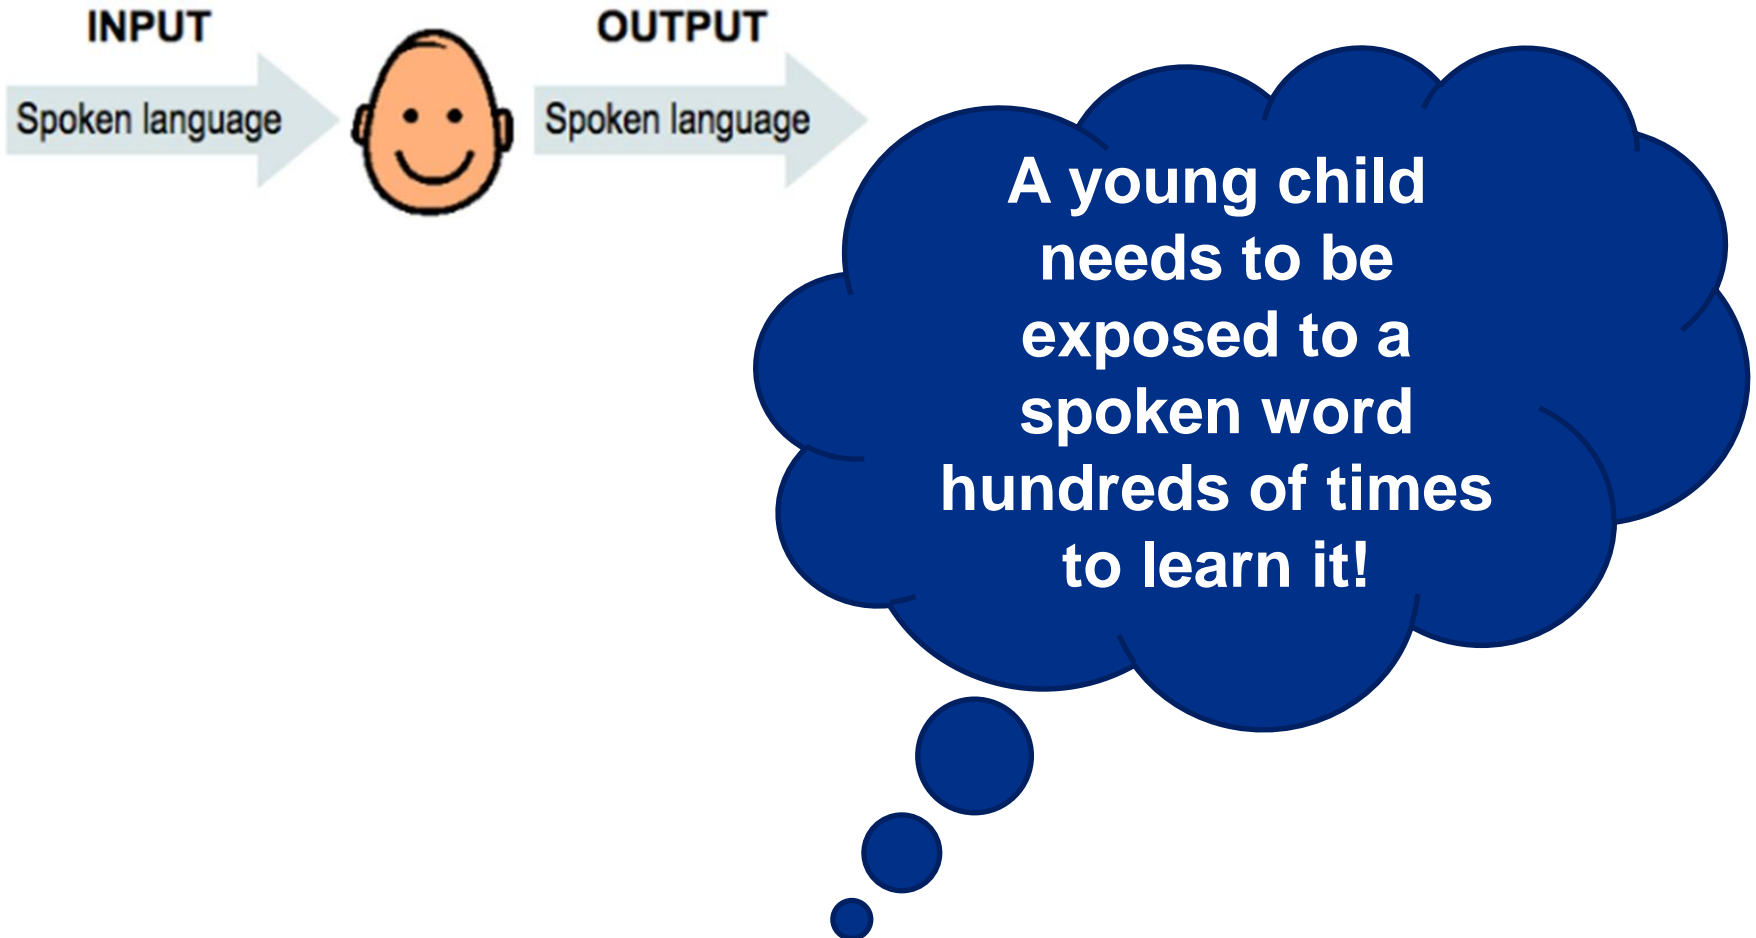 INPUT
OUTPUT
Spoken language
Spoken language
A young child
needs to be
exposed to a
spoken word
hundreds of times
to learn it!